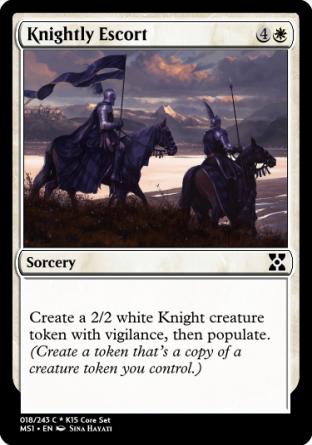 Knightly Escort 4
Sorcery
Create a 2/2 white Knight creature
token with vigilance, then populate.
(Create a token that's a copy of a
creature token you control.)
018/243 C * K15 Core Set
MS1 • EN Sina Hayati